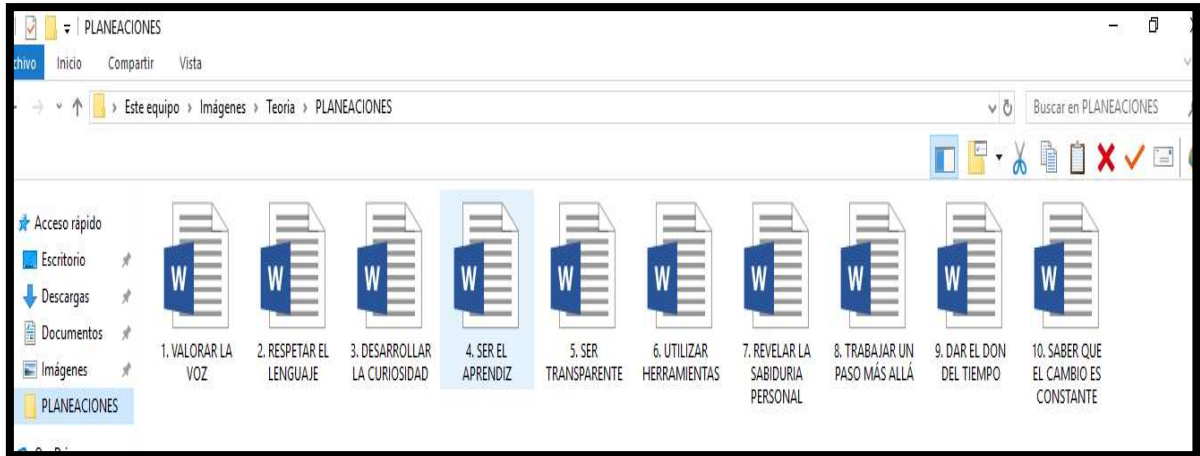 PLANEACIONES
Inicio Compartir Vista
Este equipo > Imágenes > Teoria > PLANEACIONES
Buscar en PLANEACIONES
Acceso rápido
Escritorio
Descargas
Documentos
Imágenes
PLANEACIONES
1. VALORAR LA
VOZ
2. RESPETAR EL
LENGUAJE
3. DESARROLLAR
LA CURIOSIDAD
4. SER EL
APRENDIZ
5. SER
TRANSPARENTE
6. UTILIZAR
HERRAMIENTAS
7. REVELAR LA
SABIDURIA
PERSONAL
8. TRABAJAR UN
PASO MÁS ALLÁ
9. DAR EL DON
DEL TIEMPO
10. SABER QUE
EL CAMBIO ES
CONSTANTE